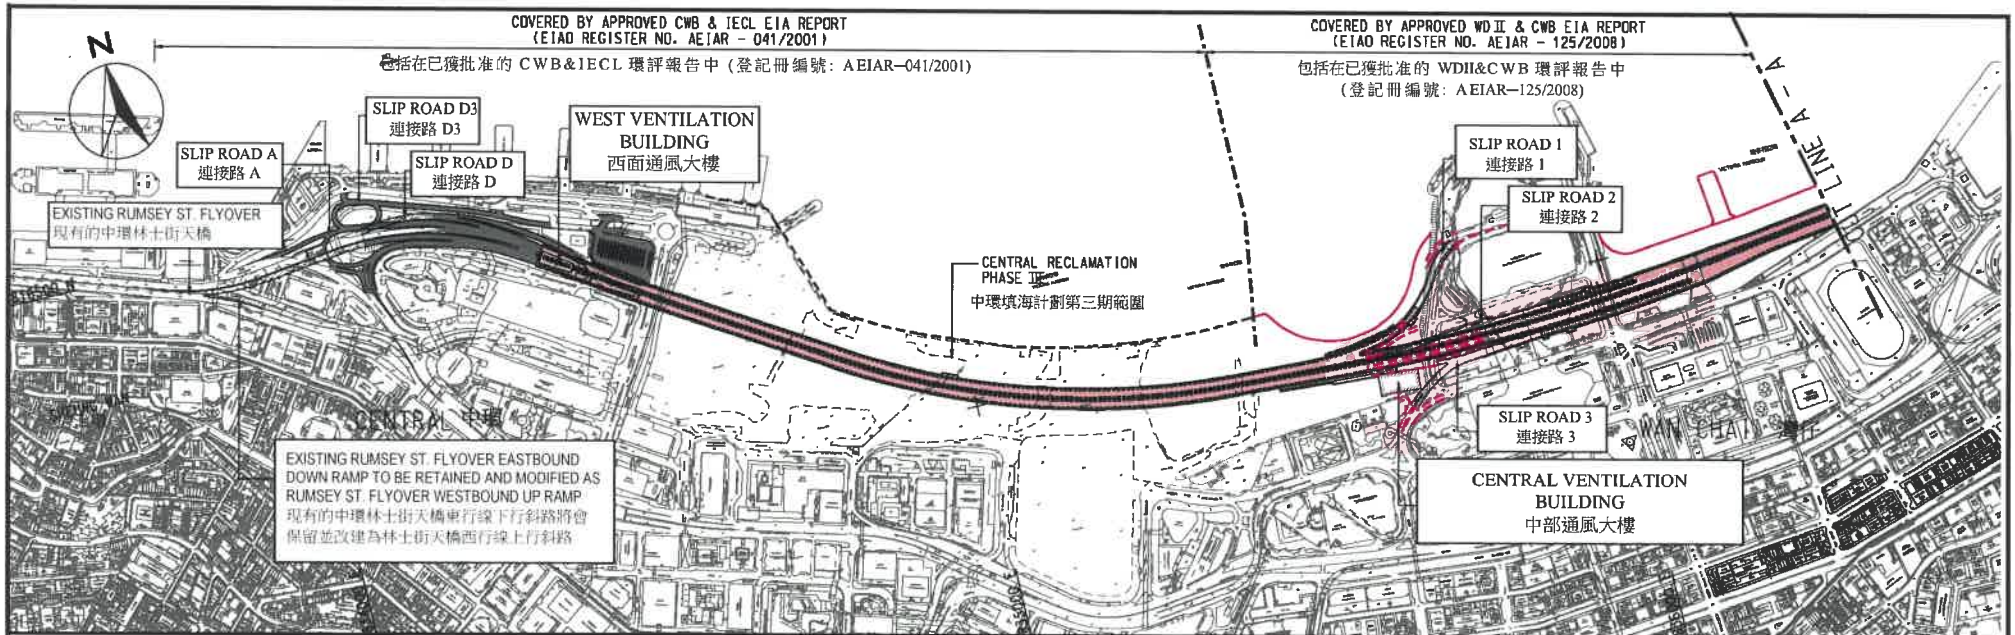 COVERED BY APPROVED CWB & IECL EIA REPORT
(EIAO REGISTER NO. AEIAR - 041/2001)
包括在已獲批准的 CWB&IECL 環評報告中 (登記冊編號: AEIAR-041/2001)
COVERED BY APPROVED WDII & CWB EIA REPORT
(EIAO REGISTER NO. AEIAR - 125/2008)
包括在已獲批准的 WDII&CWB 環評報告中
(登記冊編號: AEIAR-125/2008)
N
SLIP ROAD A
連接路 A
SLIP ROAD D3
連接路 D3
SLIP ROAD D
連接路 D
WEST VENTILATION
BUILDING
西面通風大樓
EXISTING RUMSEY ST. FLYOVER
現有的中環林士街天橋
CENTRAL RECLAMATION
PHASE III
中環填海計劃第三期範圍
SLIP ROAD 1
連接路 1
SLIP ROAD 2
連接路 2
VICTORIA HARBOUR
T LINE A - A
CENTRAL 中環
EXISTING RUMSEY ST. FLYOVER EASTBOUND
DOWN RAMP TO BE RETAINED AND MODIFIED AS
RUMSEY ST. FLYOVER WESTBOUND UP RAMP
現有的中環林士街天橋東行線下行斜路將會
保留並改建為林士街天橋西行線上行斜路
SLIP ROAD 3
連接路 3
WAN CHAI 灣仔
CENTRAL VENTILATION
BUILDING
中部通風大樓